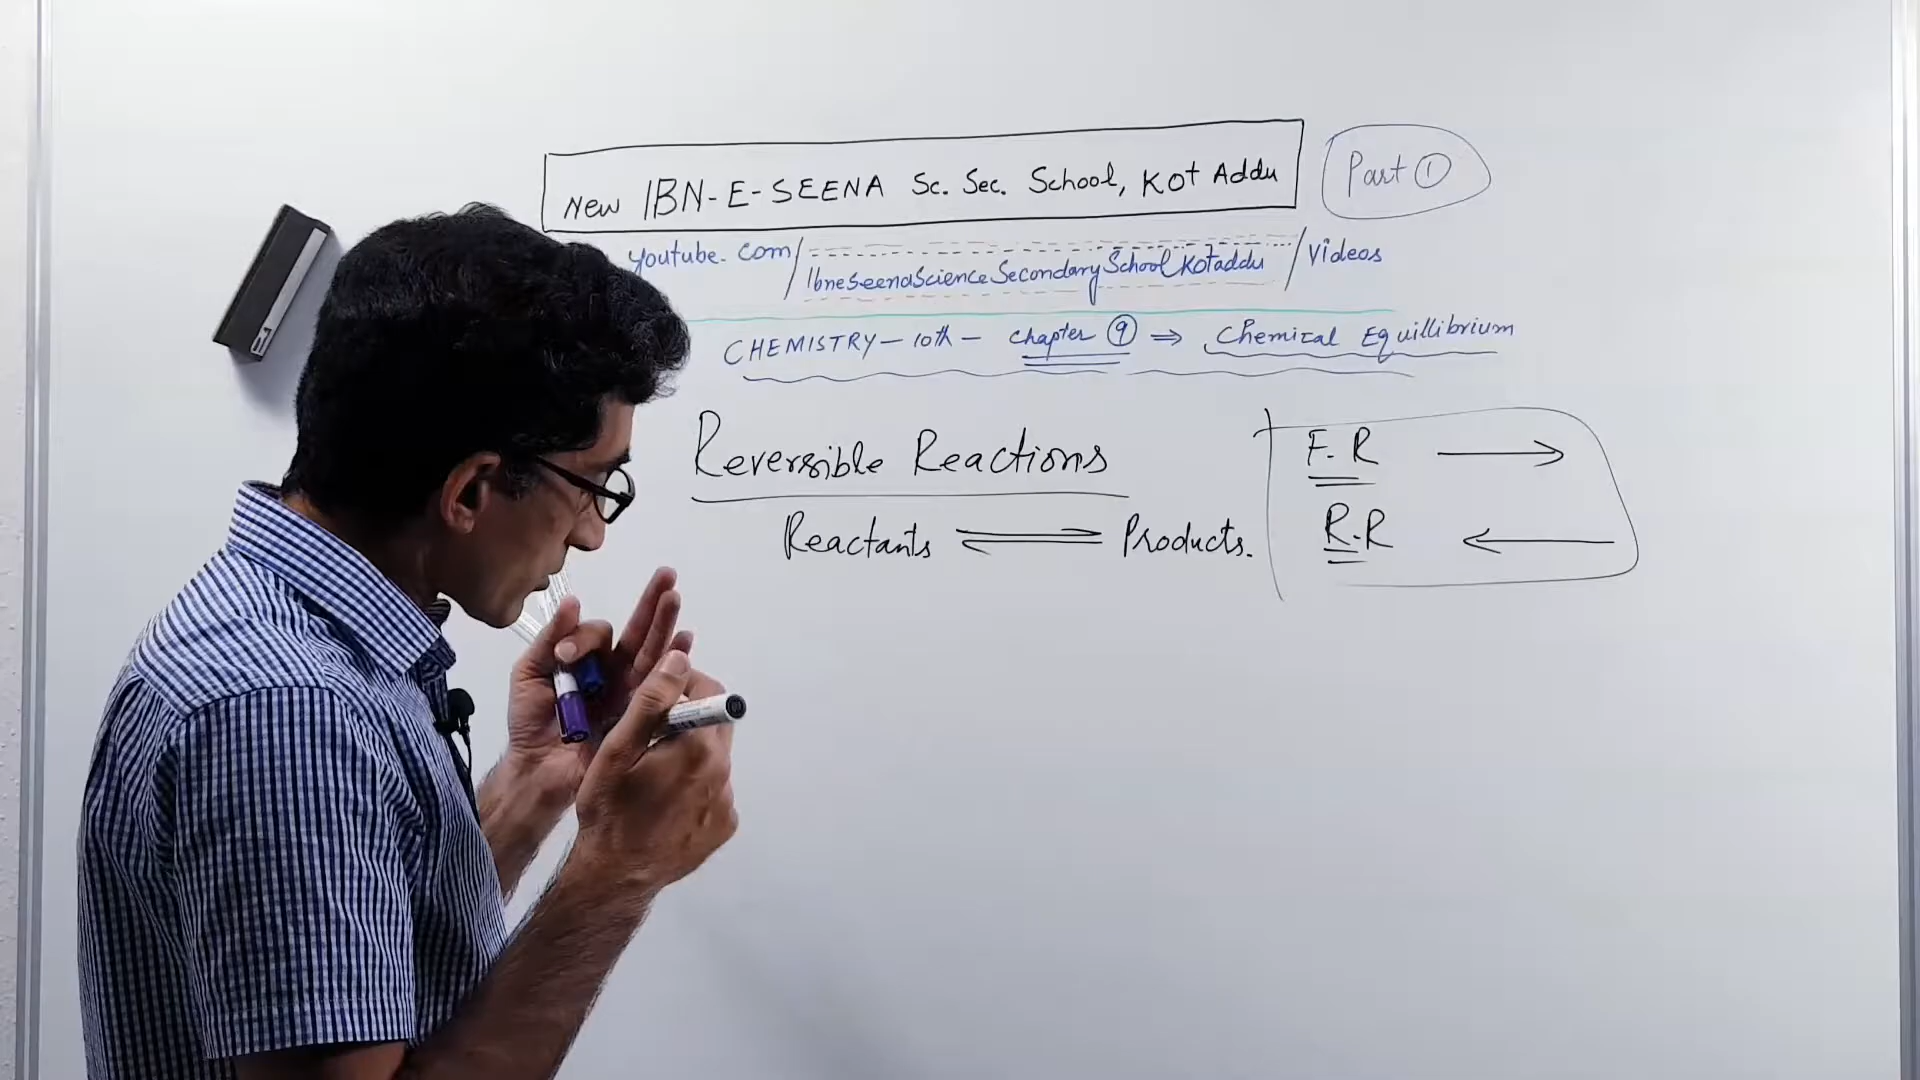 New IBN-E-SEENA Sc. Sec. School, Kot Addu
Part ①
youtube.com/IbneSeenaScienceSecondarySchoolKotaddu/Videos
CHEMISTRY - 10th - Chapter ⑨ ⇒ Chemical Equillibrium
Reversible Reactions
F.R →
Reactants ⇌ Products.
R.R ←